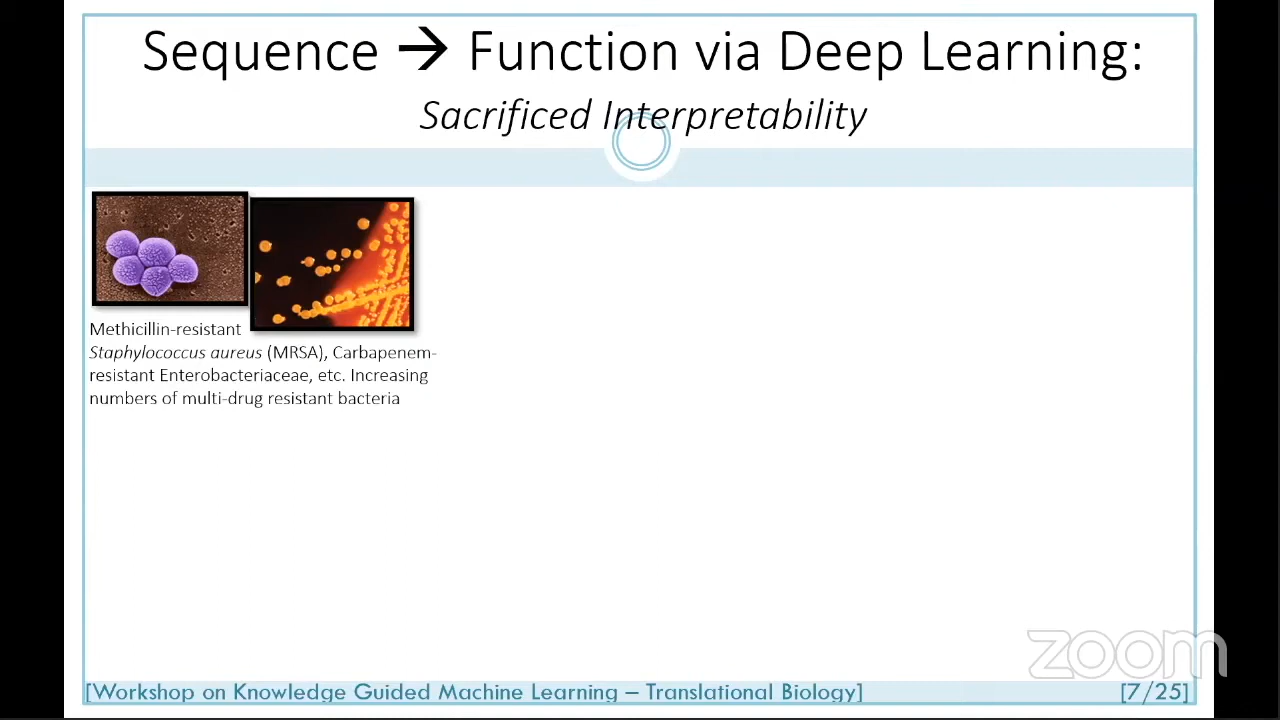 Sequence → Function via Deep Learning:
Sacrificed Interpretability
Methicillin-resistant
Staphylococcus aureus (MRSA), Carbapenem-
resistant Enterobacteriaceae, etc. Increasing
numbers of multi-drug resistant bacteria
zoom
[Workshop on Knowledge Guided Machine Learning – Translational Biology]
[7/25]